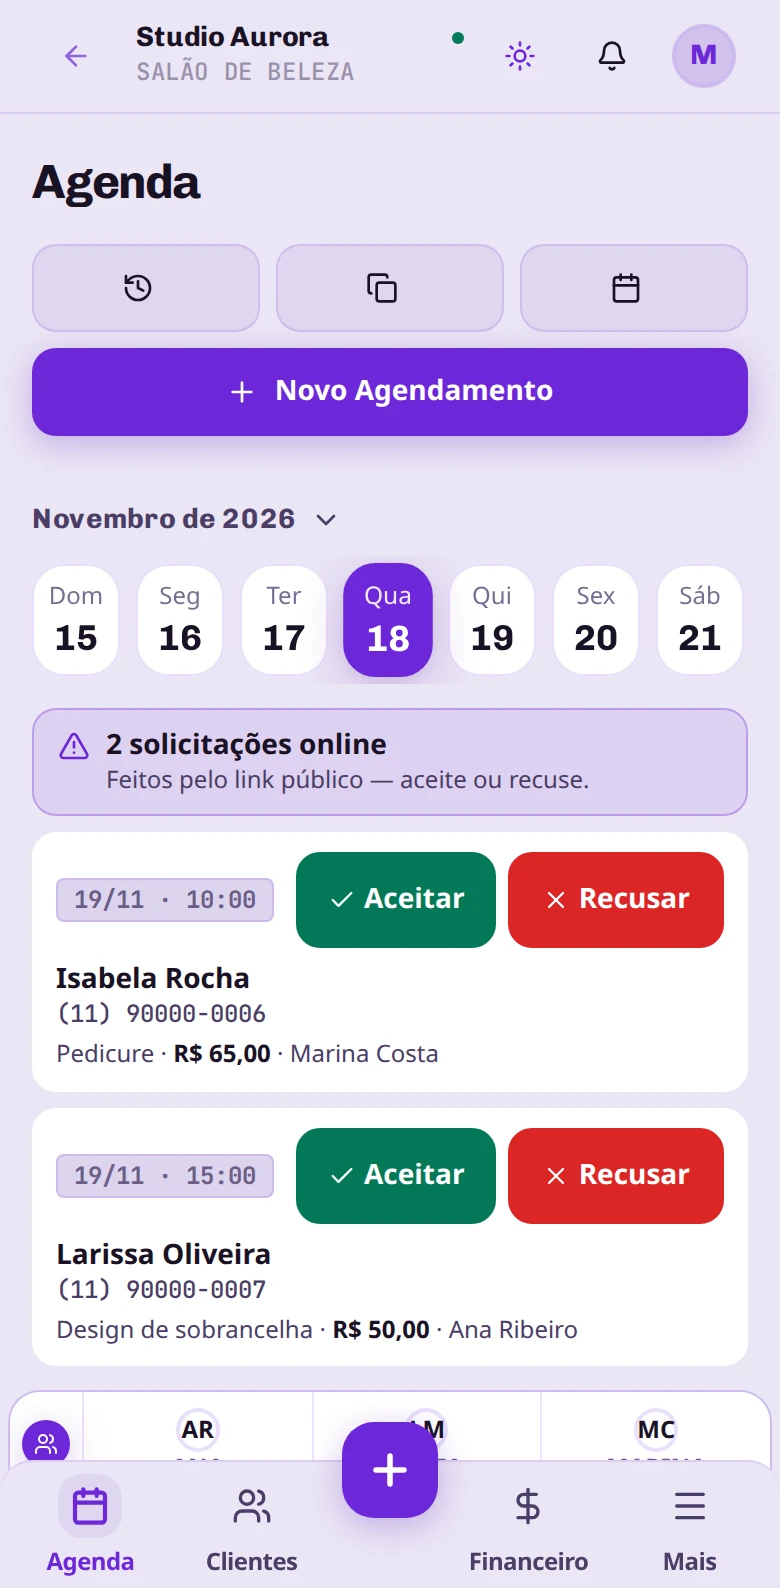 Studio Aurora
SALÃO DE BELEZA
M
Agenda
Novo Agendamento
Novembro de 2026
Dom Seg Ter Qua Qui Sex Sáb
15 16 17 18 19 20 21
2 solicitações online
Feitos pelo link público — aceite ou recuse.
19/11 · 10:00 Aceitar Recusar
Isabela Rocha
(11) 90000-0006
Pedicure · R$ 65,00 · Marina Costa
19/11 · 15:00 Aceitar Recusar
Larissa Oliveira
(11) 90000-0007
Design de sobrancelha · R$ 50,00 · Ana Ribeiro
AR M MC
Agenda Clientes Financeiro Mais